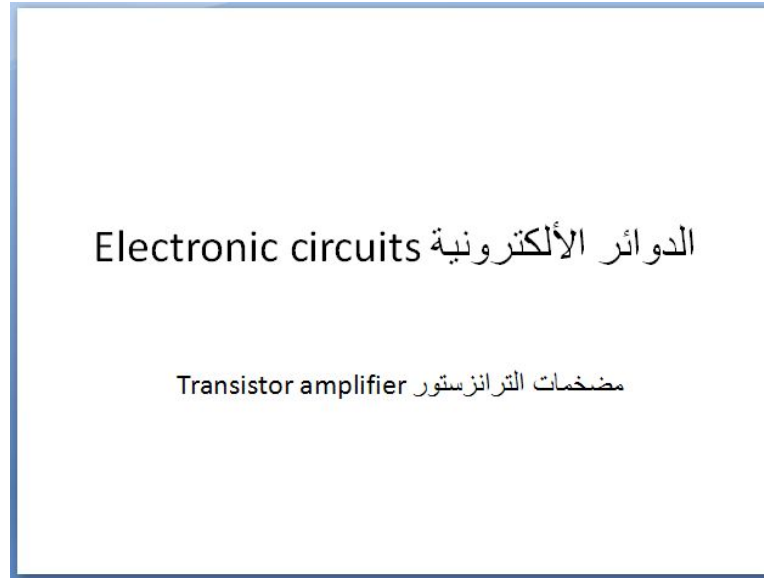 الدوائر الألكترونية Electronic circuits
مضخمات الترانزستور Transistor amplifier